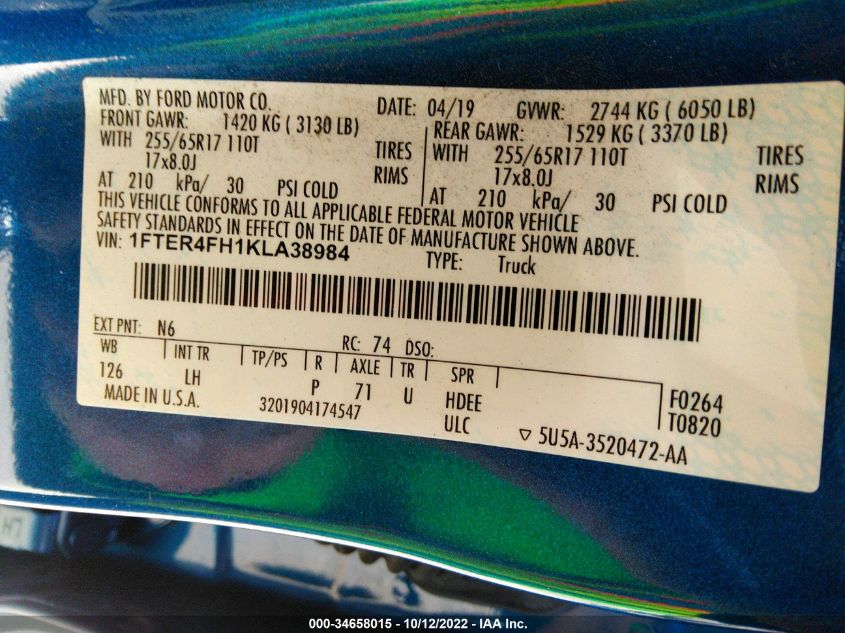 MFD. BY FORD MOTOR CO. DATE: 04/19 GVWR: 2744 KG ( 6050 LB)
FRONT GAWR: 1420 KG ( 3130 LB) REAR GAWR: 1529 KG ( 3370 LB)
WITH 255/65R17 110T TIRES WITH 255/65R17 110T TIRES
17x8.0J RIMS 17x8.0J RIMS
AT 210 kPa/ 30 PSI COLD AT 210 kPa/ 30 PSI COLD
THIS VEHICLE CONFORMS TO ALL APPLICABLE FEDERAL MOTOR VEHICLE
SAFETY STANDARDS IN EFFECT ON THE DATE OF MANUFACTURE SHOWN ABOVE.
VIN: 1FTER4FH1KLA38984 TYPE: Truck
EXT PNT: N6 RC: 74 DSO:
WB INT TR TP/PS R AXLE TR SPR
126 LH P 71 U HDEE F0264
MADE IN U.S.A. 3201904174547 ULC T0820
▽ 5U5A-3520472-AA
LH
000-34658015 - 10/12/2022 - IAA Inc.